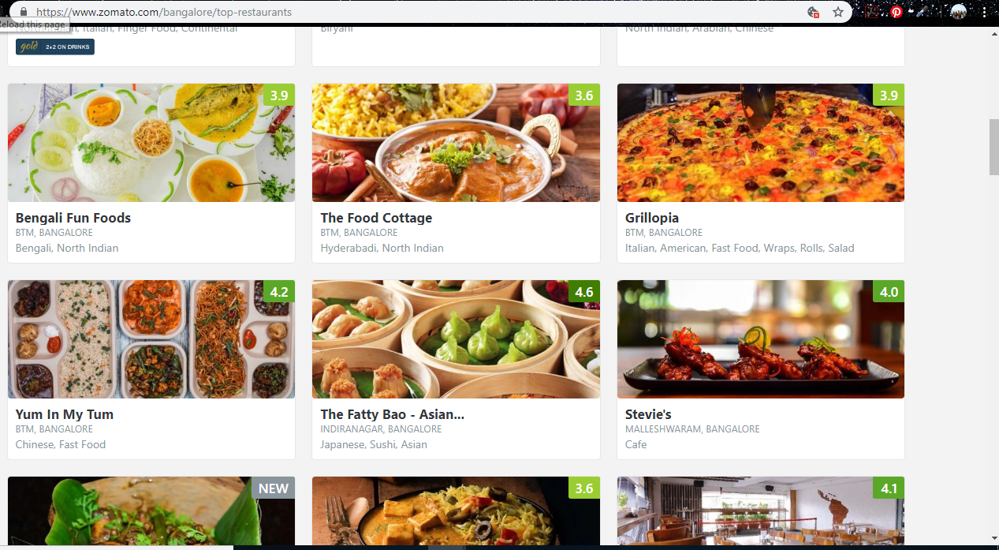 https://www.zomato.com/bangalore/top-restaurants
Reload this page
North Indian, Italian, Finger Food, Continental
Biryani
North Indian, Arabian, Chinese
gold 2+2 ON DRINKS
3.9
3.6
3.9
Bengali Fun Foods
BTM, BANGALORE
Bengali, North Indian
The Food Cottage
BTM, BANGALORE
Hyderabadi, North Indian
Grillopia
BTM, BANGALORE
Italian, American, Fast Food, Wraps, Rolls, Salad
4.2
4.6
4.0
Yum In My Tum
BTM, BANGALORE
Chinese, Fast Food
The Fatty Bao - Asian...
INDIRANAGAR, BANGALORE
Japanese, Sushi, Asian
Stevie's
MALLESHWARAM, BANGALORE
Cafe
NEW
3.6
4.1